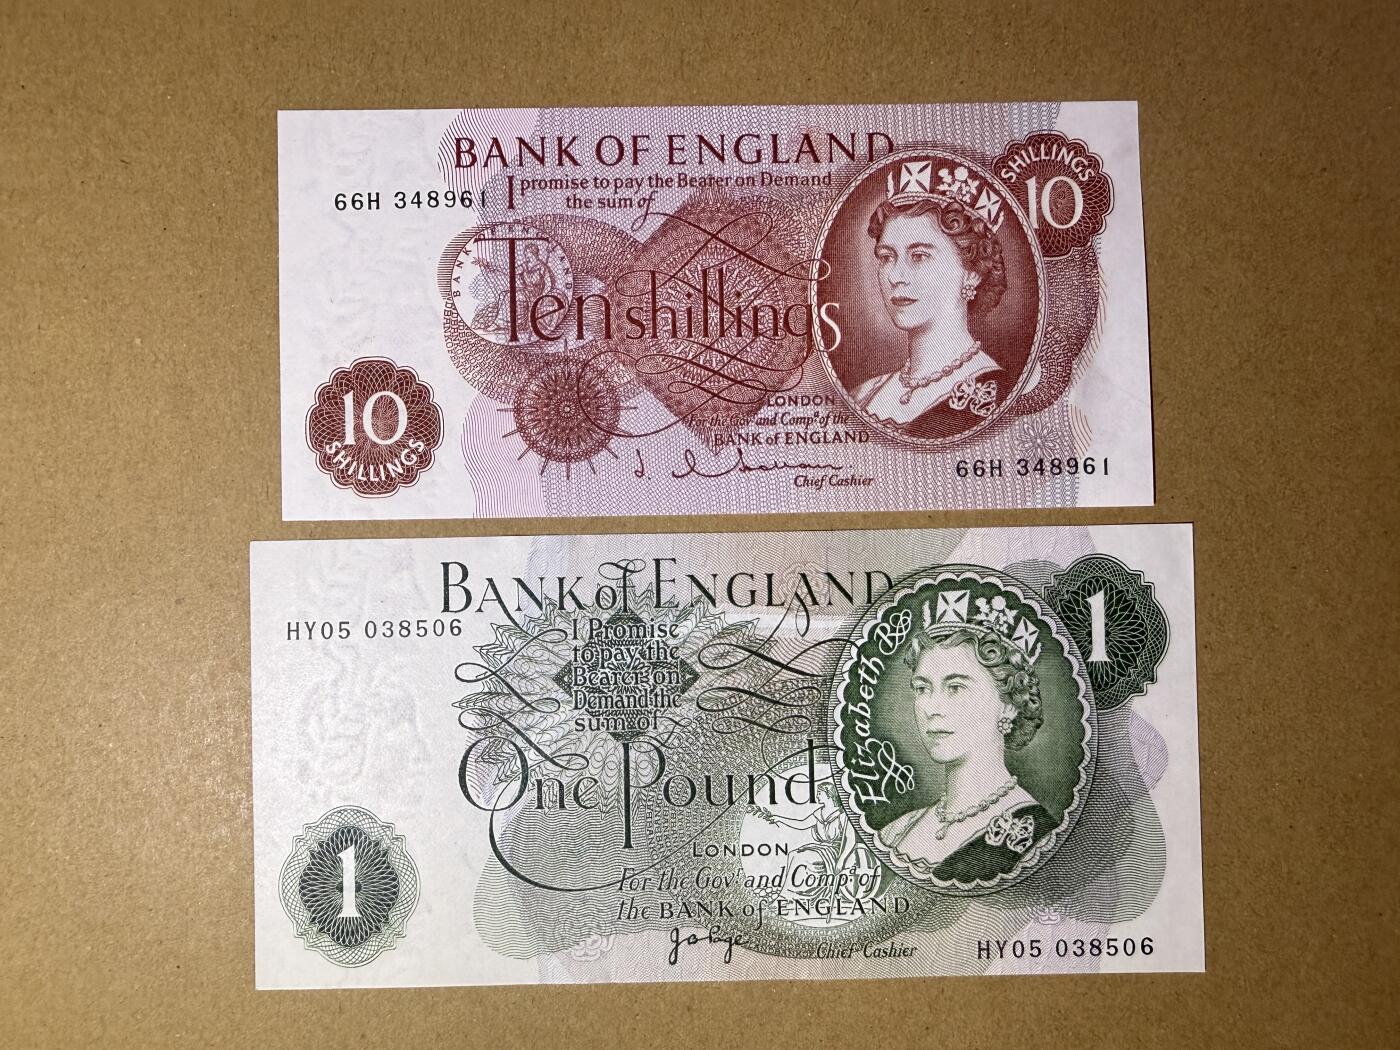 BANK OF ENGLAND
SHILLINGS
10
66H 348961
I promise to pay the Bearer on Demand
the sum of
BANK OF ENGLAND
Ten shillings
10
SHILLINGS
LONDON
For the Govr and Compa of the
BANK of ENGLAND
Chief Cashier
66H 348961
BANK of ENGLAND
1
HY05 038506
I Promise
to pay the
Bearer on
Demand the
sum of
One Pound
Elizabeth R
1
LONDON
For the Govr and Compa of
the BANK of ENGLAND
Chief Cashier
HY05 038506